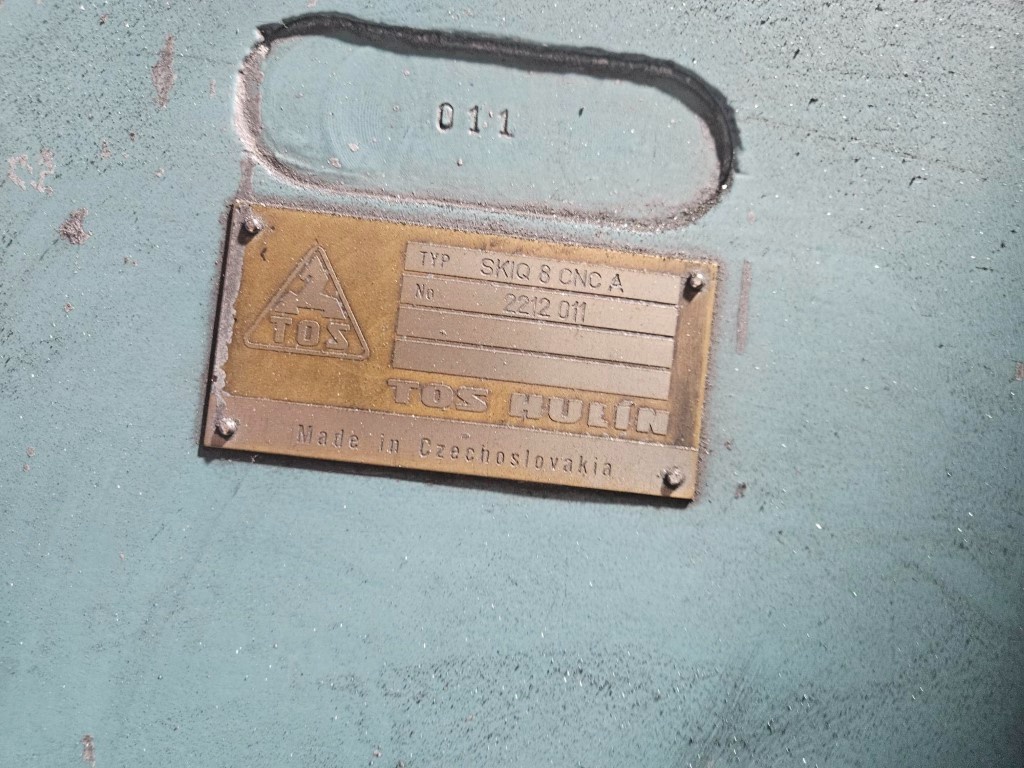 011
TYP SKIQ 8 CNC A
No 2212 011
TOS
TOS HULÍN
Made in Czechoslovakia